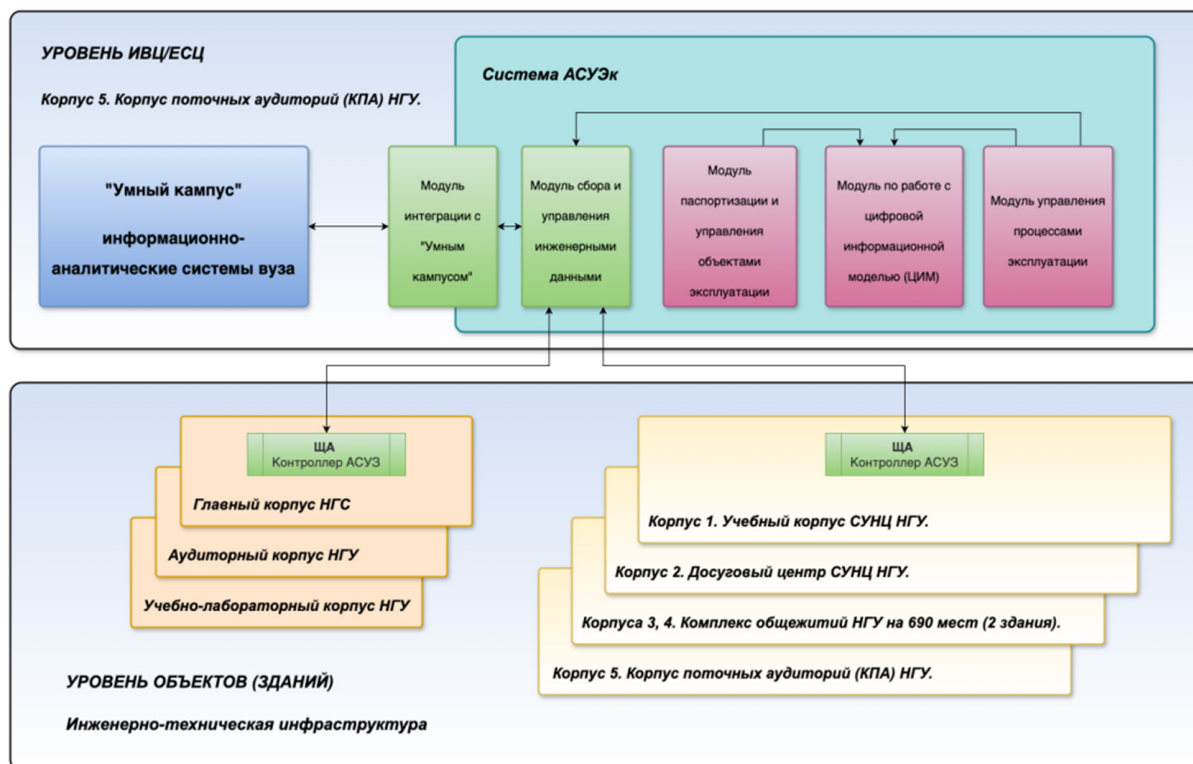 УРОВЕНЬ ИВЦ/ЕСЦ
Корпус 5. Корпус поточных аудиторий (КПА) НГУ.
Система АСУЭк
"Умный кампус"
информационно-
аналитические системы вуза
Модуль
интеграции с
"Умным
кампусом"
Модуль сбора и
управления
инженерными
данными
Модуль
паспортизации и
управления
объектами
эксплуатации
Модуль по работе с
цифровой
информационной
моделью (ЦИМ)
Модуль управления
процессами
эксплуатации
ЩА
Контроллер АСУЗ
Главный корпус НГС
Аудиторный корпус НГУ
Учебно-лабораторный корпус НГУ
ЩА
Контроллер АСУЗ
Корпус 1. Учебный корпус СУНЦ НГУ.
Корпус 2. Досуговый центр СУНЦ НГУ.
Корпуса 3, 4. Комплекс общежитий НГУ на 690 мест (2 здания).
Корпус 5. Корпус поточных аудиторий (КПА) НГУ.
УРОВЕНЬ ОБЪЕКТОВ (ЗДАНИЙ)
Инженерно-техническая инфраструктура